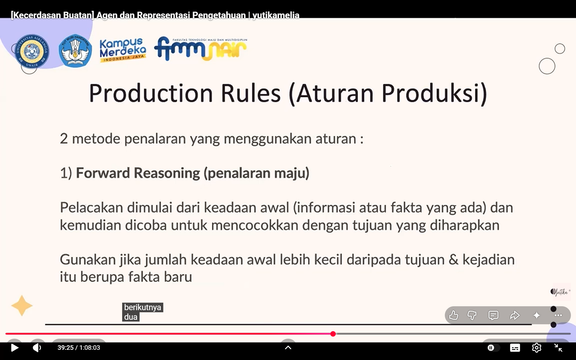 [Kecerdasan Buatan] Agen dan Representasi Pengetahuan | yutikamelia
Kampus
Merdeka
INDONESIA JAYA
Production Rules (Aturan Produksi)
2 metode penalaran yang menggunakan aturan :
1) Forward Reasoning (penalaran maju)
Pelacakan dimulai dari keadaan awal (informasi atau fakta yang ada) dan
kemudian dicoba untuk mencocokkan dengan tujuan yang diharapkan
Gunakan jika jumlah keadaan awal lebih kecil daripada tujuan & kejadian
itu berupa fakta baru
berikutnya
dua
39:25 / 1:08:03